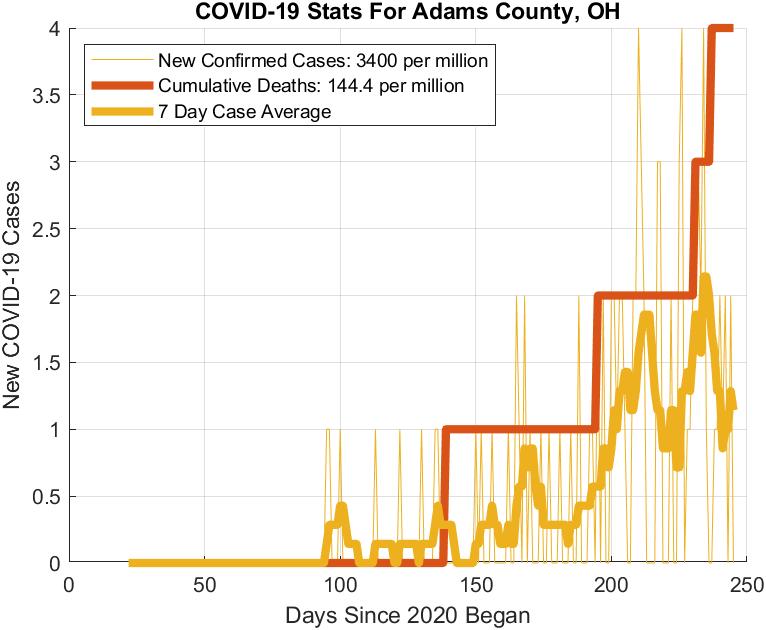 COVID-19 Stats For Adams County, OH
New Confirmed Cases: 3400 per million
Cumulative Deaths: 144.4 per million
7 Day Case Average
New COVID-19 Cases
4
3.5
3
2.5
2
1.5
1
0.5
0
0 50 100 150 200 250
Days Since 2020 Began